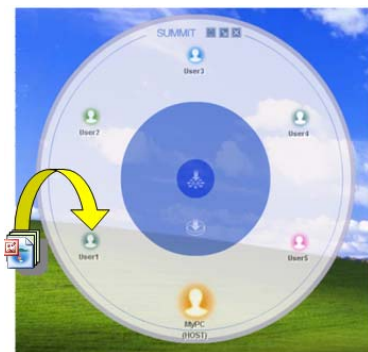 SUMMIT
User3
User2
User4
User1
User5
MyPC
(HOST)